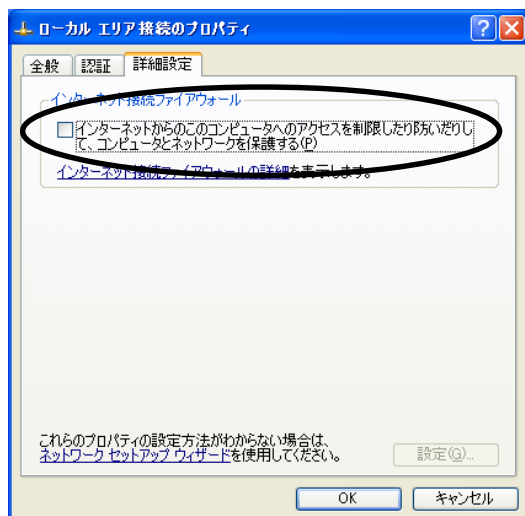 ローカル エリア接続のプロパティ
全般 認証 詳細設定
インターネット接続ファイアウォール
インターネットからのこのコンピュータへのアクセスを制限したり防いだりし
て、コンピュータとネットワークを保護する(P)
インターネット接続ファイアウォールの詳細を表示します。
これらのプロパティの設定方法がわからない場合は、
ネットワーク セットアップ ウィザードを使用してください。
設定(G)...
OK キャンセル